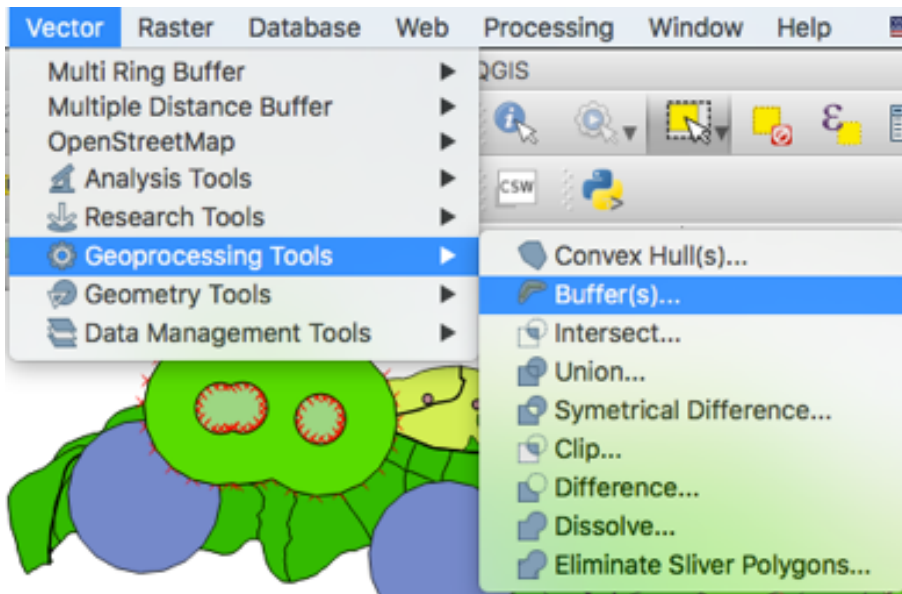 Vector Raster Database Web Processing Window Help
QGIS
Multi Ring Buffer
Multiple Distance Buffer
OpenStreetMap
Analysis Tools
Research Tools
Geoprocessing Tools
Geometry Tools
Data Management Tools
ε
CSW
Convex Hull(s)...
Buffer(s)...
Intersect...
Union...
Symetrical Difference...
Clip...
Difference...
Dissolve...
Eliminate Sliver Polygons...